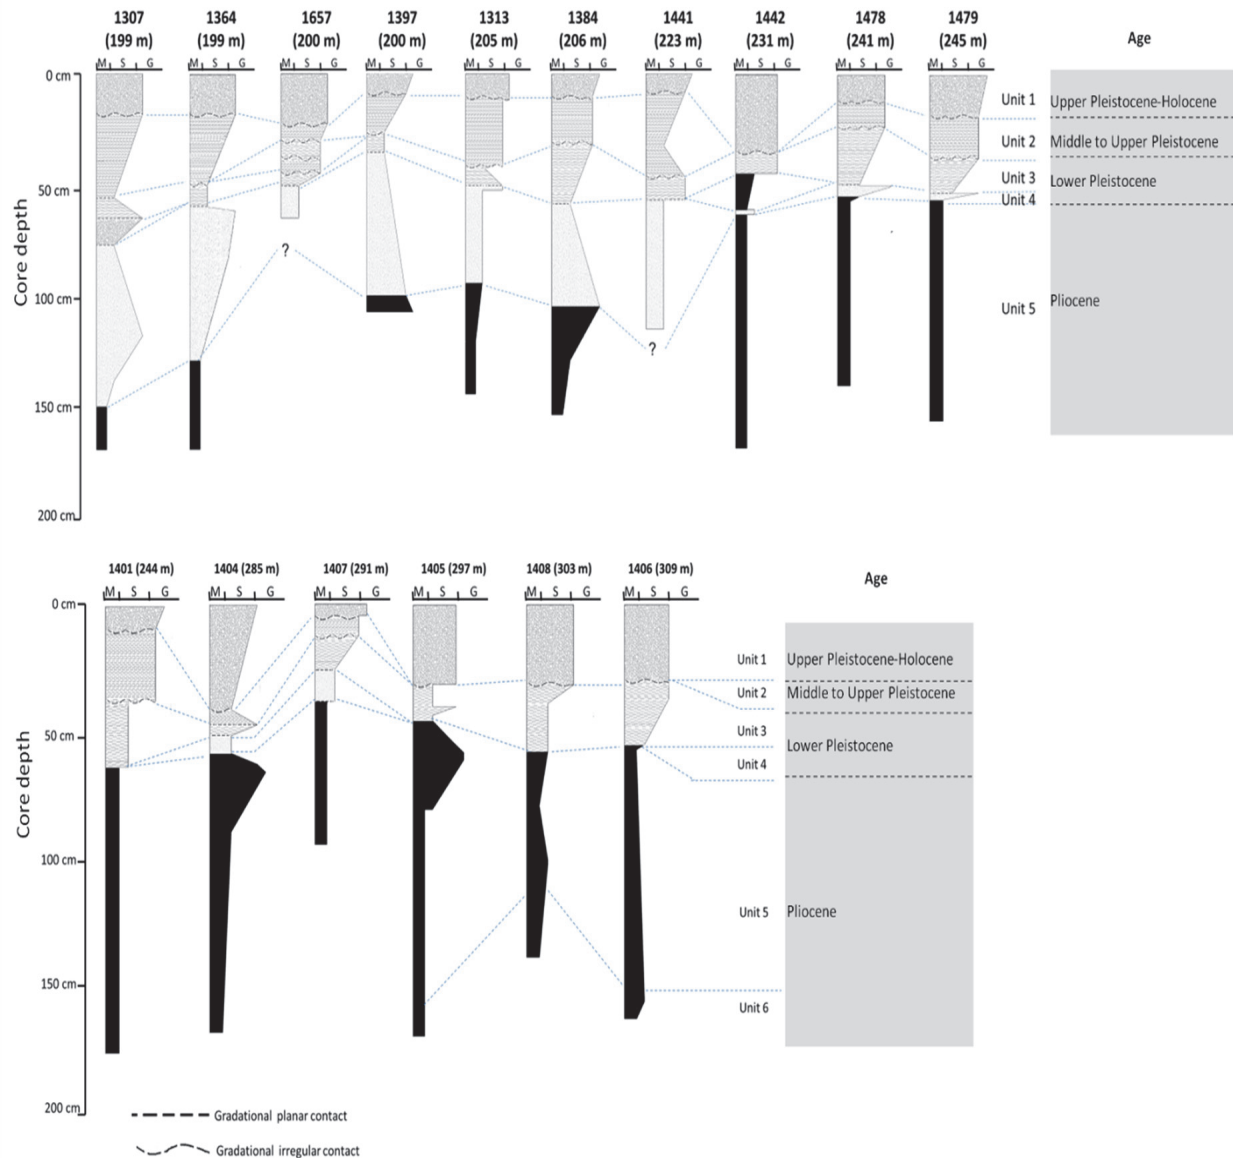 1307 1364 1657 1397 1313 1384 1441 1442 1478 1479
(199 m) (199 m) (200 m) (200 m) (205 m) (206 m) (223 m) (231 m) (241 m) (245 m) Age
M S G M S G M S G M S G M S G M S G M S G M S G M S G M S G
0 cm
Unit 1 Upper Pleistocene-Holocene
Unit 2 Middle to Upper Pleistocene
Unit 3 Lower Pleistocene
50 cm
Unit 4
?
Core depth
100 cm Unit 5 Pliocene
?
150 cm
200 cm
1401 (244 m) 1404 (285 m) 1407 (291 m) 1405 (297 m) 1408 (303 m) 1406 (309 m) Age
M S G M S G M S G M S G M S G M S G
0 cm
Unit 1 Upper Pleistocene-Holocene
Unit 2 Middle to Upper Pleistocene
Unit 3
50 cm
Lower Pleistocene
Unit 4
Core depth
100 cm
Unit 5 Pliocene
150 cm
Unit 6
200 cm
Gradational planar contact
Gradational irregular contact